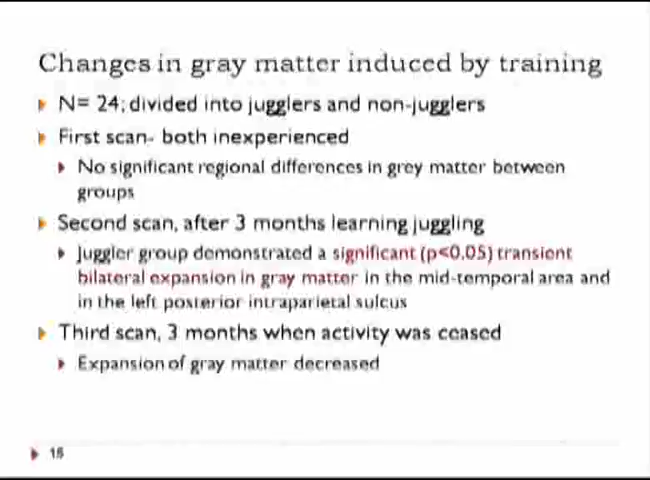 Changes in gray matter induced by training
N= 24; divided into jugglers and non-jugglers
First scan- both inexperienced
No significant regional differences in grey matter between
groups
Second scan, after 3 months learning juggling
Juggler group demonstrated a significant (p<0.05) transient
bilateral expansion in gray matter in the mid-temporal area and
in the left posterior intraparietal sulcus
Third scan, 3 months when activity was ceased
Expansion of gray matter decreased